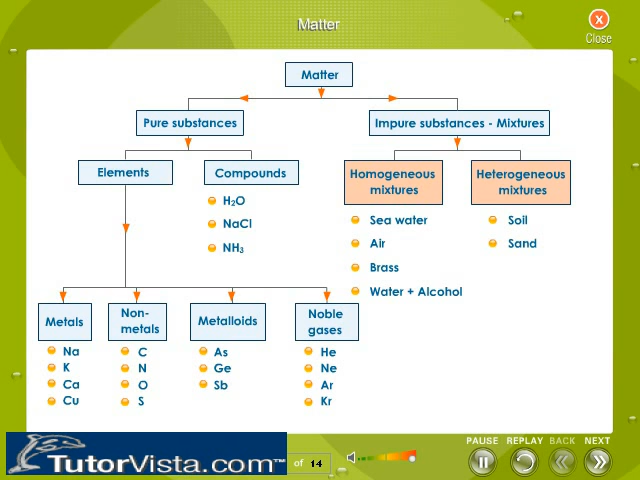 Matter
Close
Matter
Pure substances
Impure substances - Mixtures
Elements
Compounds
Homogeneous
mixtures
Heterogeneous
mixtures
H₂O
NaCl
NH₃
Sea water
Air
Brass
Water + Alcohol
Soil
Sand
Metals
Non-
metals
Metalloids
Noble
gases
Na
K
Ca
Cu
C
N
O
S
As
Ge
Sb
He
Ne
Ar
Kr
TutorVista.com™
of 14
PAUSE REPLAY BACK NEXT